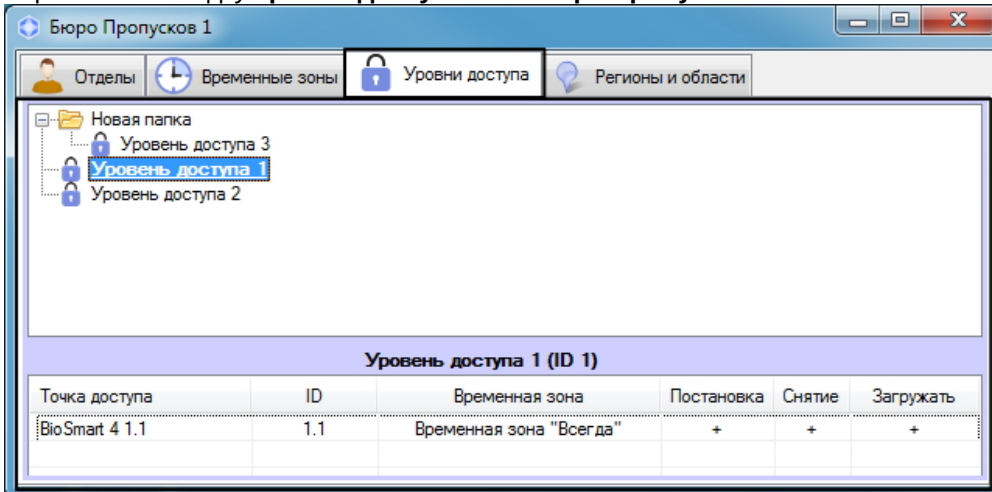 Бюро Пропусков 1
Отделы Временные зоны Уровни доступа Регионы и области
Новая папка
Уровень доступа 3
Уровень доступа 1
Уровень доступа 2
Уровень доступа 1 (ID 1)
Точка доступа ID Временная зона Постановка Снятие Загружать
BioSmart 4 1.1 1.1 Временная зона "Всегда" + + +